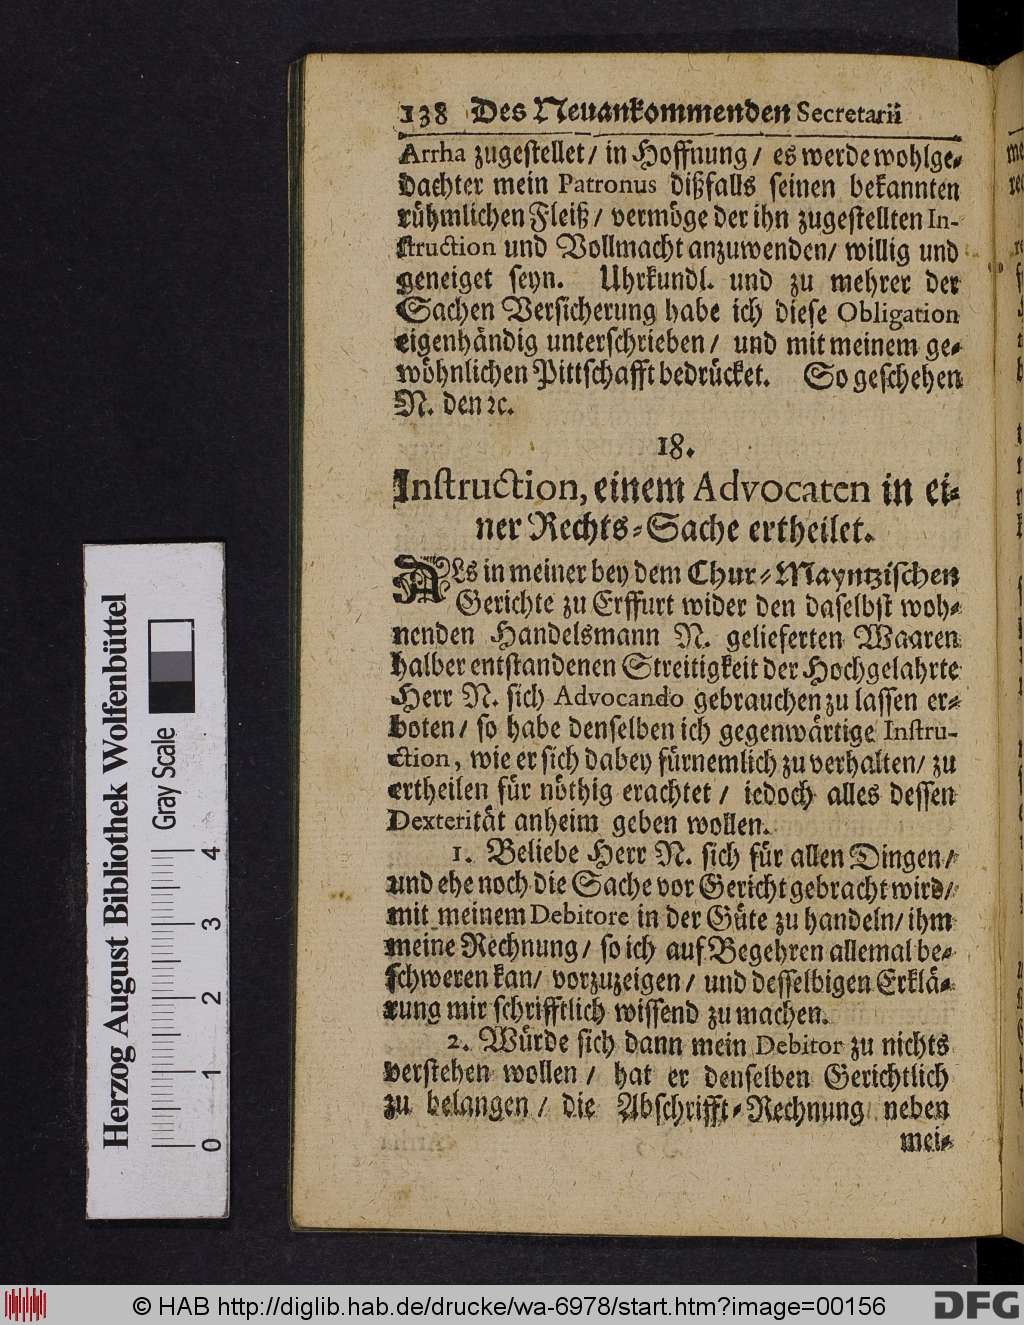 138 Des Neuankommenden Secretarii
Arrha zugestellet / in Hoffnung / es werde wohlge-
dachter mein Patronus dißfalls seinen bekannten
rühmlichen Fleiß / vermöge der ihn zugestellten In-
struction und Vollmacht anzuwenden / willig und
geneiget seyn. Uhrkundl. und zu mehrer der
Sachen Versicherung habe ich diese Obligation
eigenhändig unterschrieben / und mit meinem ge-
wöhnlichen Pittschafft bedrücket. So geschehen
N. den ꝛc.
18.
Instruction, einem Advocaten in ei-
ner Rechts-Sache ertheilet.
ALs in meiner bey dem Chur-Mayntzischen
Gerichte zu Erffurt wider den daselbst woh-
nenden Handelsmann N. gelieferten Waaren
halber entstandenen Streitigkeit der Hochgelahrte
Herr N. sich Advocando gebrauchen zu lassen er-
boten / so habe denselben ich gegenwärtige Instru-
ction, wie er sich dabey fürnemlich zu verhalten / zu
ertheilen für nöthig erachtet / iedoch alles dessen
Dexterität anheim geben wollen.
1. Beliebe Herr N. sich für allen Dingen /
und ehe noch die Sache vor Gericht gebracht wird /
mit meinem Debitore in der Güte zu handeln / ihm
meine Rechnung / so ich auf Begehren allemal be-
schweren kan / vorzuzeigen / und desselbigen Erklä-
rung mir schrifftlich wissend zu machen.
2. Würde sich dann mein Debitor zu nichts
verstehen wollen / hat er denselben Gerichtlich
zu belangen / die Abschrifft-Rechnung neben
mei-
Herzog August Bibliothek Wolfenbüttel
Gray Scale
0 1 2 3 4
© HAB http://diglib.hab.de/drucke/wa-6978/start.htm?image=00156
DFG